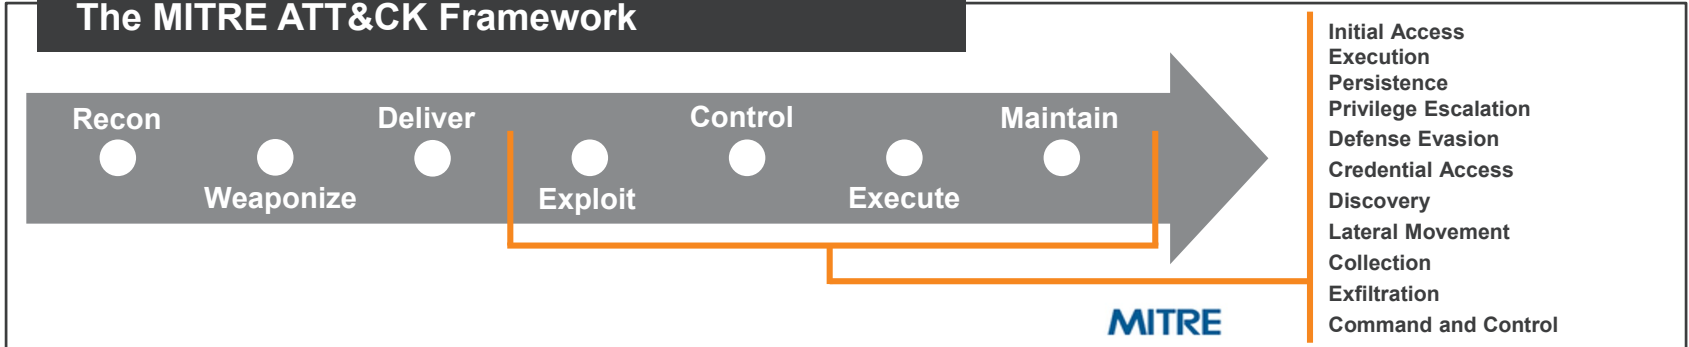 The MITRE ATT&CK Framework
Recon
Weaponize
Deliver
Exploit
Control
Execute
Maintain
MITRE
Initial Access
Execution
Persistence
Privilege Escalation
Defense Evasion
Credential Access
Discovery
Lateral Movement
Collection
Exfiltration
Command and Control